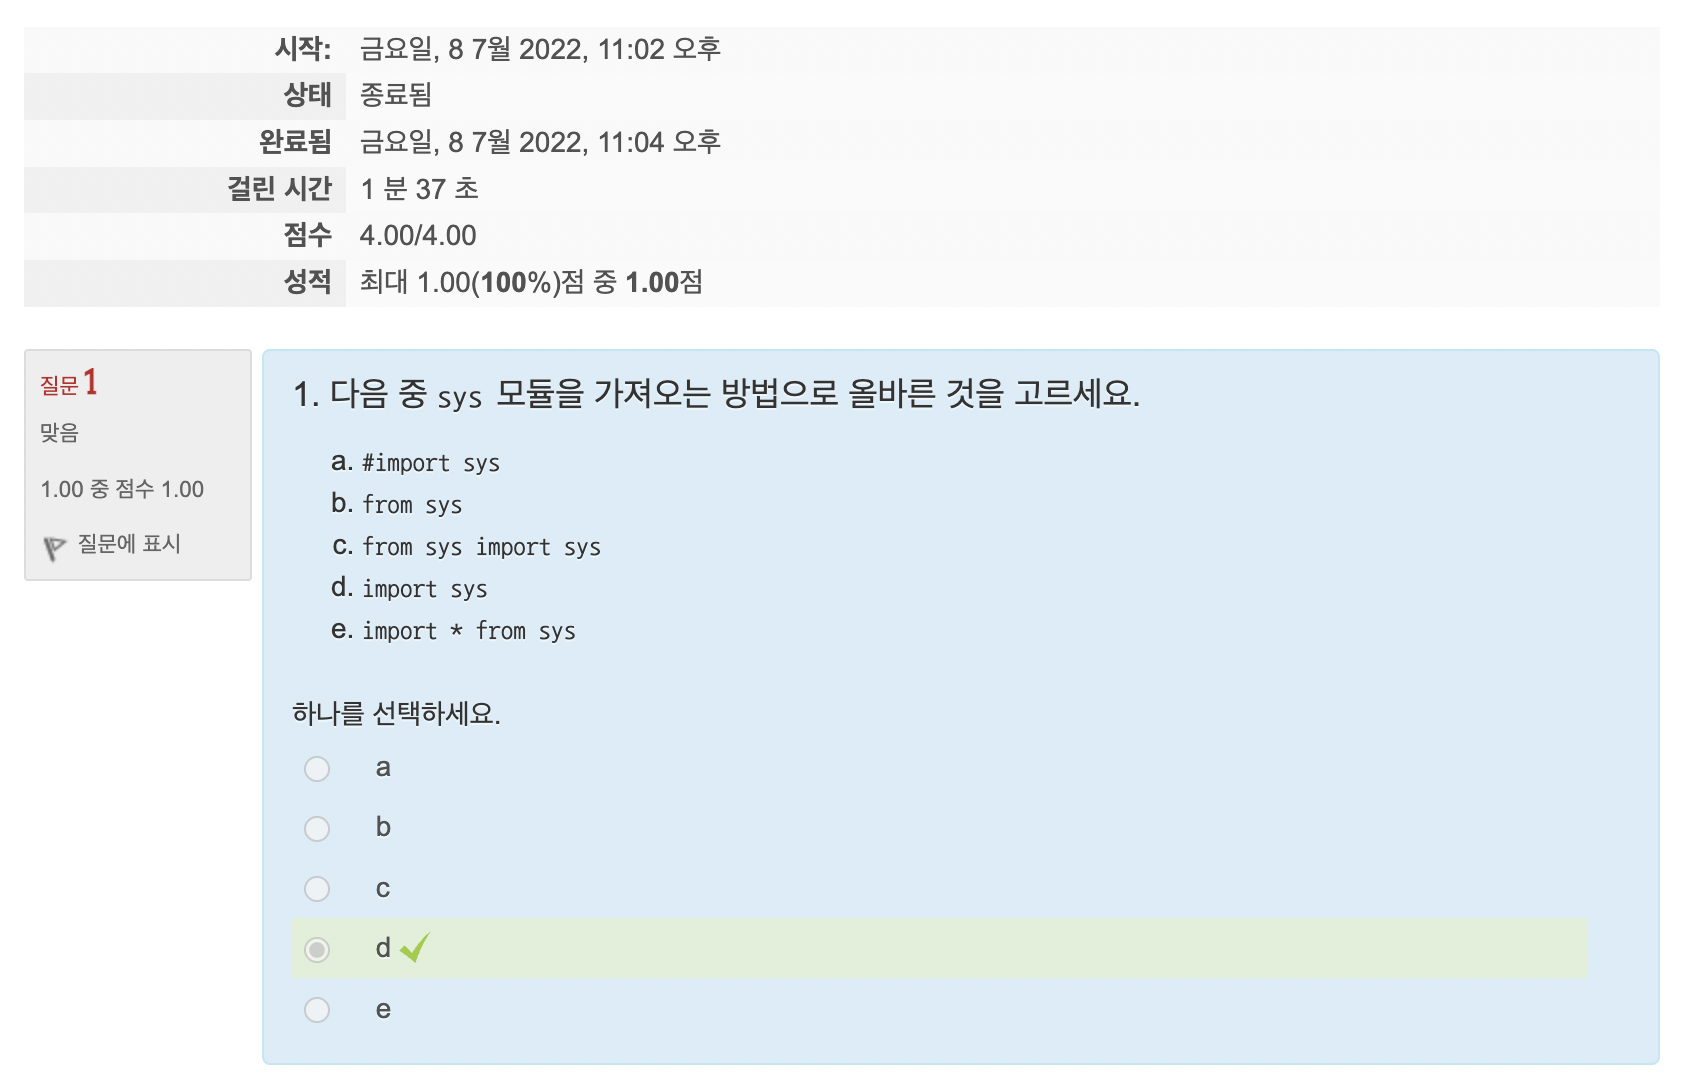 시작: 금요일, 8 7월 2022, 11:02 오후
상태 종료됨
완료됨 금요일, 8 7월 2022, 11:04 오후
걸린 시간 1 분 37 초
점수 4.00/4.00
성적 최대 1.00(100%)점 중 1.00점
질문 1
맞음
1.00 중 점수 1.00
질문에 표시
1. 다음 중 sys 모듈을 가져오는 방법으로 올바른 것을 고르세요.
a. #import sys
b. from sys
c. from sys import sys
d. import sys
e. import * from sys
하나를 선택하세요.
a
b
c
d
e